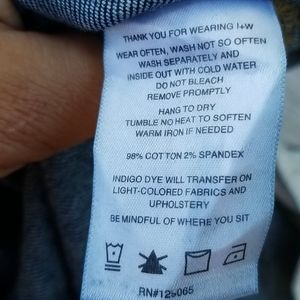 THANK YOU FOR WEARING I+W
WEAR OFTEN, WASH NOT SO OFTEN
WASH SEPARATELY AND
INSIDE OUT WITH COLD WATER
DO NOT BLEACH
REMOVE PROMPTLY
HANG TO DRY
TUMBLE NO HEAT TO SOFTEN
WARM IRON IF NEEDED
98% COTTON 2% SPANDEX
INDIGO DYE WILL TRANSFER ON
LIGHT-COLORED FABRICS AND
UPHOLSTERY
BE MINDFUL OF WHERE YOU SIT
RN#129065